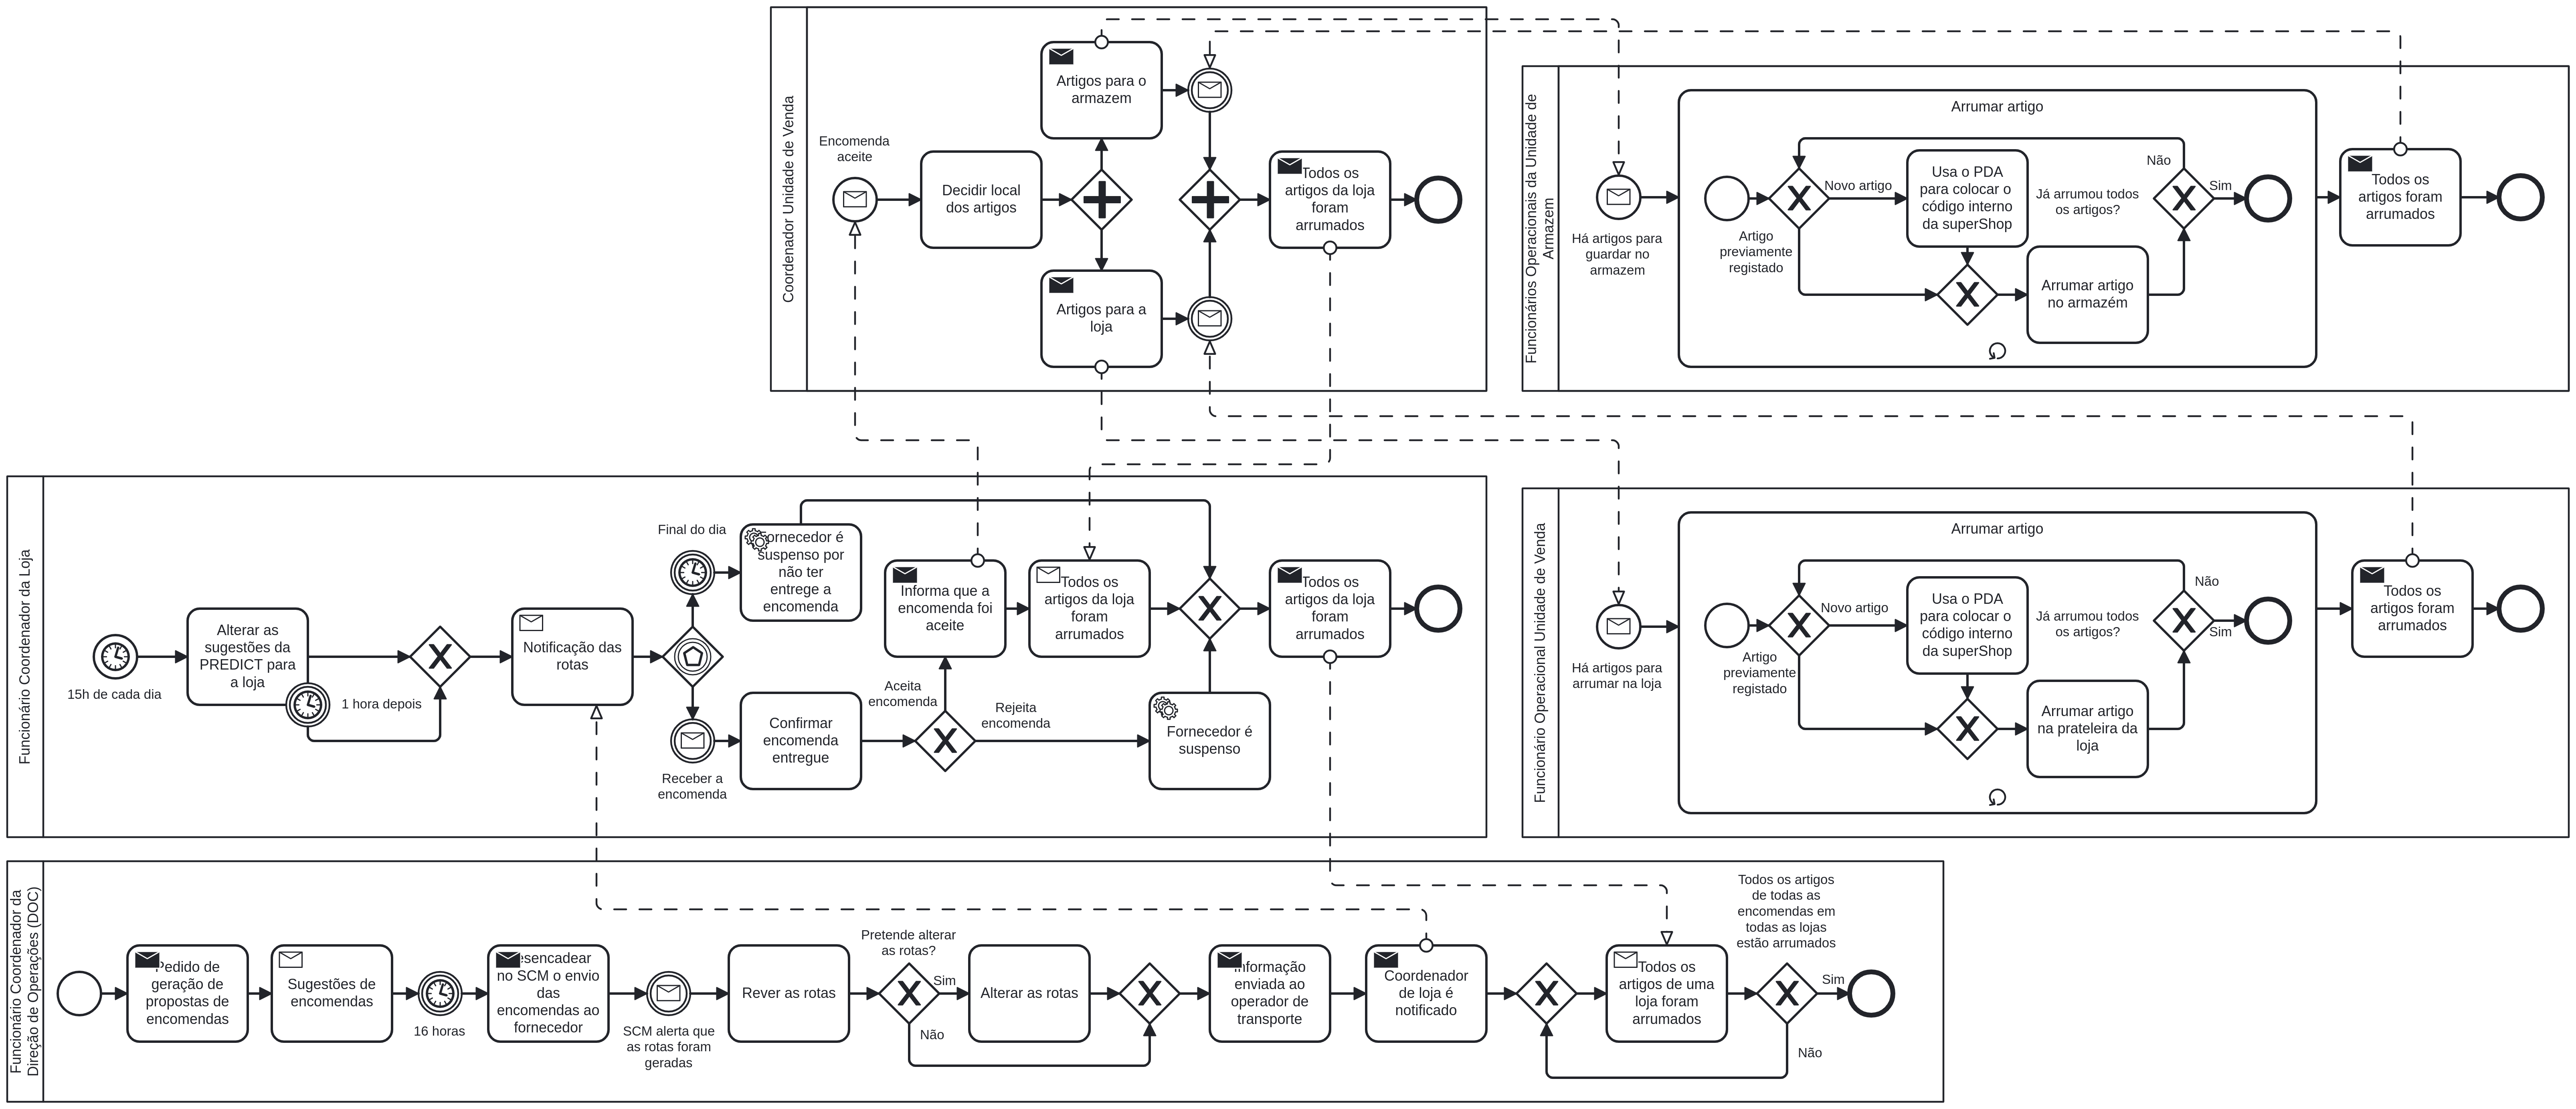 Coordenador Unidade de Venda
Encomenda
aceite
Decidir local
dos artigos
Artigos para o
armazem
Artigos para a
loja
Todos os
artigos da loja
foram
arrumados
Funcionários Operacionais da Unidade de
Armazem
Há artigos para
guardar no
armazem
Arrumar artigo
Artigo
previamente
registado
Novo artigo
Usa o PDA
para colocar o
código interno
da superShop
Arrumar artigo
no armazém
Já arrumou todos
os artigos?
Não
Sim
Todos os
artigos foram
arrumados
Funcionário Coordenador da Loja
15h de cada dia
Alterar as
sugestões da
PREDICT para
a loja
1 hora depois
Notificação das
rotas
Final do dia
Fornecedor é
suspenso por
não ter
entrege a
encomenda
Receber a
encomenda
Confirmar
encomenda
entregue
Aceita
encomenda
Rejeita
encomenda
Informa que a
encomenda foi
aceite
Todos os
artigos da loja
foram
arrumados
Fornecedor é
suspenso
Todos os
artigos da loja
foram
arrumados
Funcionário Operacional Unidade de Venda
Há artigos para
arrumar na loja
Arrumar artigo
Artigo
previamente
registado
Novo artigo
Usa o PDA
para colocar o
código interno
da superShop
Arrumar artigo
na prateleira da
loja
Já arrumou todos
os artigos?
Não
Sim
Todos os
artigos foram
arrumados
Funcionário Coordenador da
Direção de Operações (DOC)
Pedido de
geração de
propostas de
encomendas
Sugestões de
encomendas
16 horas
esencadear
no SCM o envio
das
encomendas ao
fornecedor
SCM alerta que
as rotas foram
geradas
Rever as rotas
Pretende alterar
as rotas?
Sim
Não
Alterar as rotas
Informação
enviada ao
operador de
transporte
Coordenador
de loja é
notificado
Todos os
artigos de uma
loja foram
arrumados
Todos os artigos
de todas as
encomendas em
todas as lojas
estão arrumados
Sim
Não